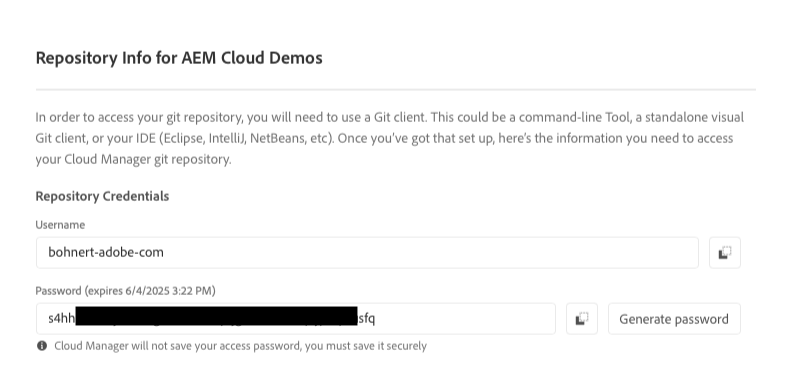 Repository Info for AEM Cloud Demos
In order to access your git repository, you will need to use a Git client. This could be a command-line Tool, a standalone visual
Git client, or your IDE (Eclipse, IntelliJ, NetBeans, etc). Once you've got that set up, here's the information you need to access
your Cloud Manager git repository.
Repository Credentials
Username
bohnert-adobe-com
Password (expires 6/4/2025 3:22 PM)
s4hh sfq
Generate password
Cloud Manager will not save your access password, you must save it securely